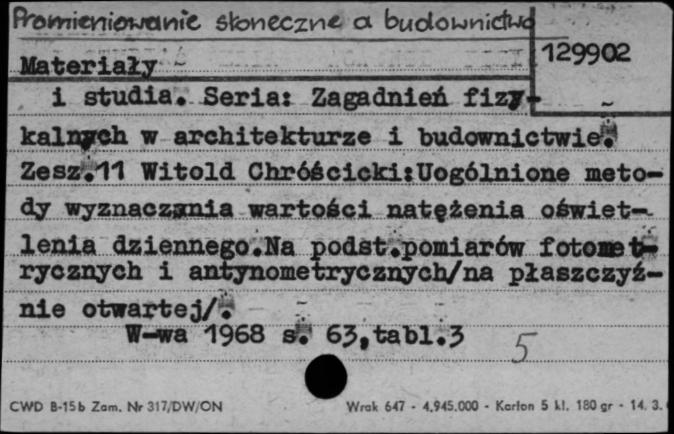 Promieniowanie słoneczne a budownictwo
129902
Materiały
i studia. Seria: Zagadnień fizy-
kalnych w architekturze i budownictwie.
Zesz.11 Witold Chróścicki:Uogólnione meto-
dy wyznaczania wartości natężenia oświet-
lenia dziennego.Na podst.pomiarów fotomet-
rycznych i antynometrycznych/na płaszczyź-
nie otwartej/.
W-wa 1968 s. 63,tabl.3
5
CWD B-15b Zam. Nr 317/DW/ON
Wrak 647 - 4.945.000 - Karton 5 kl. 180 gr - 14. 3.